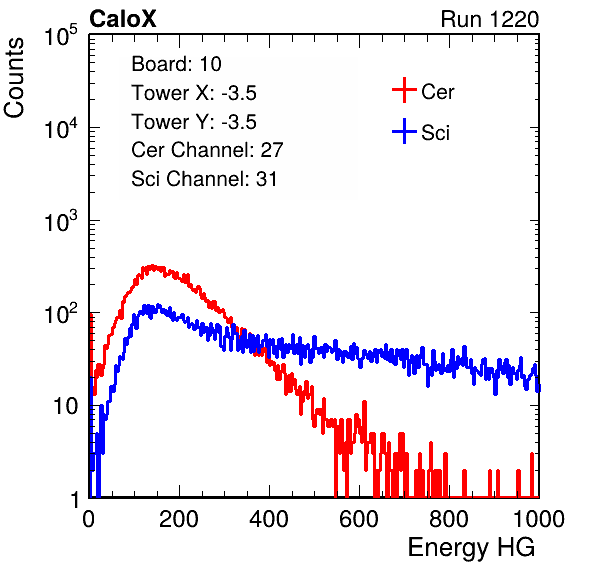 CaloX Run 1220
Counts
Board: 10
Tower X: -3.5
Tower Y: -3.5
Cer Channel: 27
Sci Channel: 31
Cer
Sci
10^5
10^4
10^3
10^2
10
1
0 200 400 600 800 1000
Energy HG